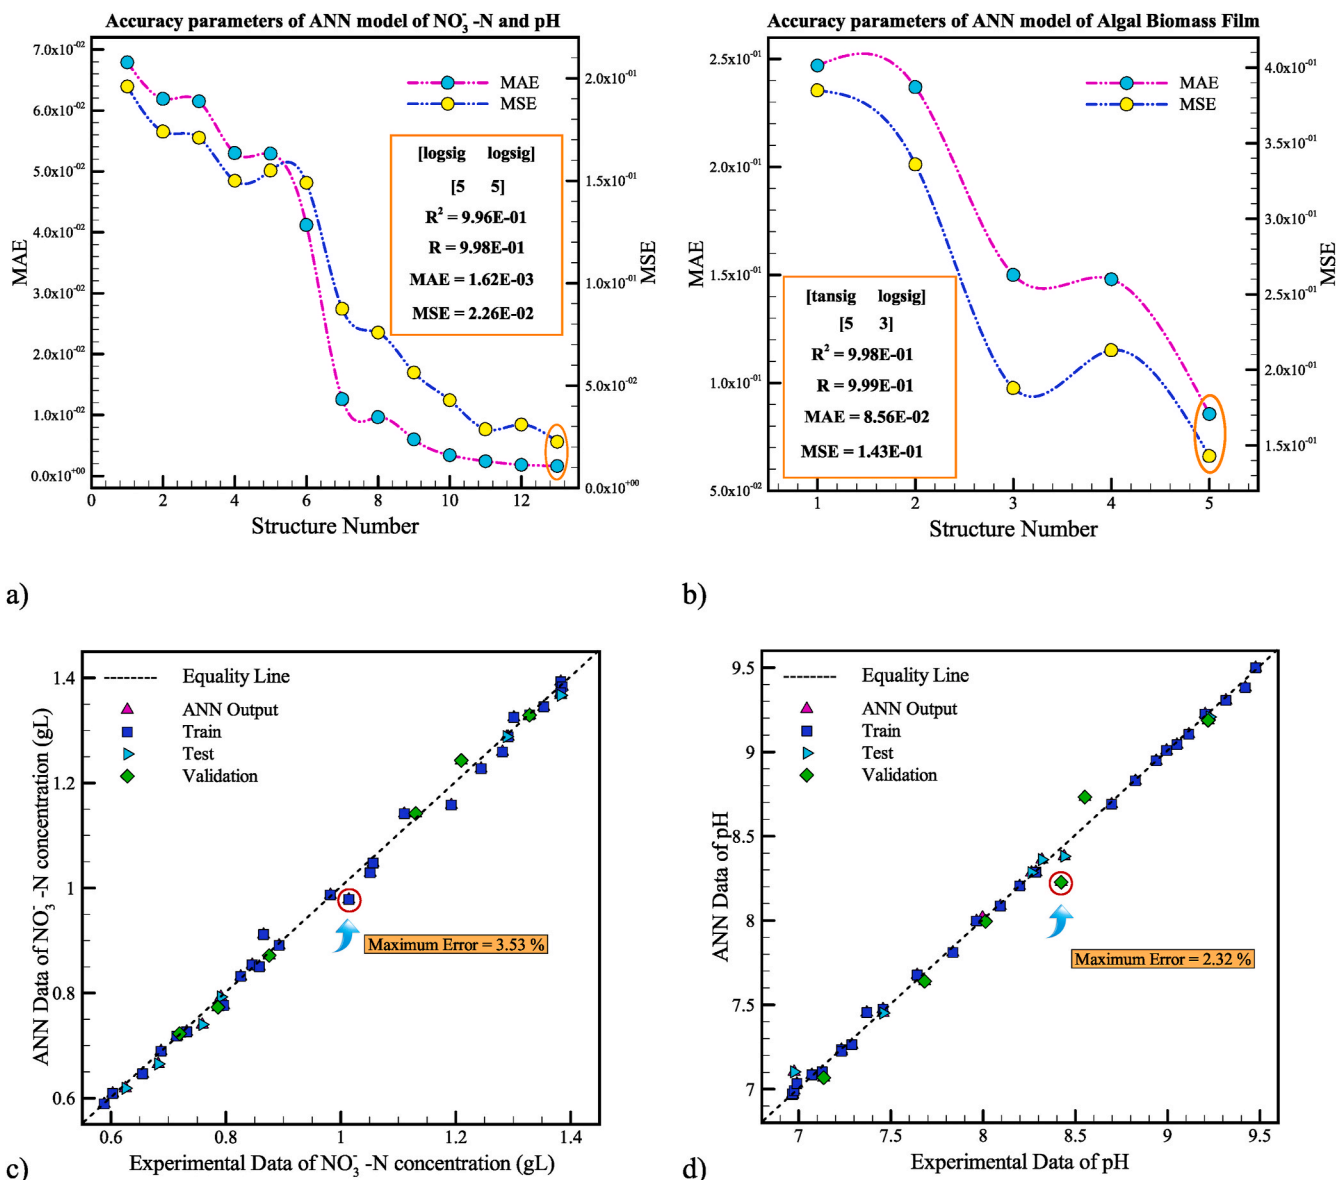 Accuracy parameters of ANN model of NO₃⁻ -N and pH
7.0x10⁻⁰²
6.0x10⁻⁰²
5.0x10⁻⁰²
4.0x10⁻⁰²
3.0x10⁻⁰²
2.0x10⁻⁰²
1.0x10⁻⁰²
0.0x10⁺⁰⁰
MAE
MAE
MSE
[logsig logsig]
[5 5]
R² = 9.96E-01
R = 9.98E-01
MAE = 1.62E-03
MSE = 2.26E-02
2.0x10⁻⁰¹
1.5x10⁻⁰¹
1.0x10⁻⁰¹
5.0x10⁻⁰²
0.0x10⁺⁰⁰
MSE
0 2 4 6 8 10 12
Structure Number
a)
Accuracy parameters of ANN model of Algal Biomass Film
2.5x10⁻⁰¹
2.0x10⁻⁰¹
1.5x10⁻⁰¹
1.0x10⁻⁰¹
5.0x10⁻⁰²
MAE
MAE
MSE
[tansig logsig]
[5 3]
R² = 9.98E-01
R = 9.99E-01
MAE = 8.56E-02
MSE = 1.43E-01
4.0x10⁻⁰¹
3.5x10⁻⁰¹
3.0x10⁻⁰¹
2.5x10⁻⁰¹
2.0x10⁻⁰¹
1.5x10⁻⁰¹
MSE
1 2 3 4 5
Structure Number
b)
1.4
1.2
1
0.8
0.6
ANN Data of NO₃⁻ -N concentration (gL)
Equality Line
ANN Output
Train
Test
Validation
Maximum Error = 3.53 %
0.6 0.8 1 1.2 1.4
Experimental Data of NO₃⁻ -N concentration (gL)
c)
9.5
9
8.5
8
7.5
7
ANN Data of pH
Equality Line
ANN Output
Train
Test
Validation
Maximum Error = 2.32 %
7 7.5 8 8.5 9 9.5
Experimental Data of pH
d)